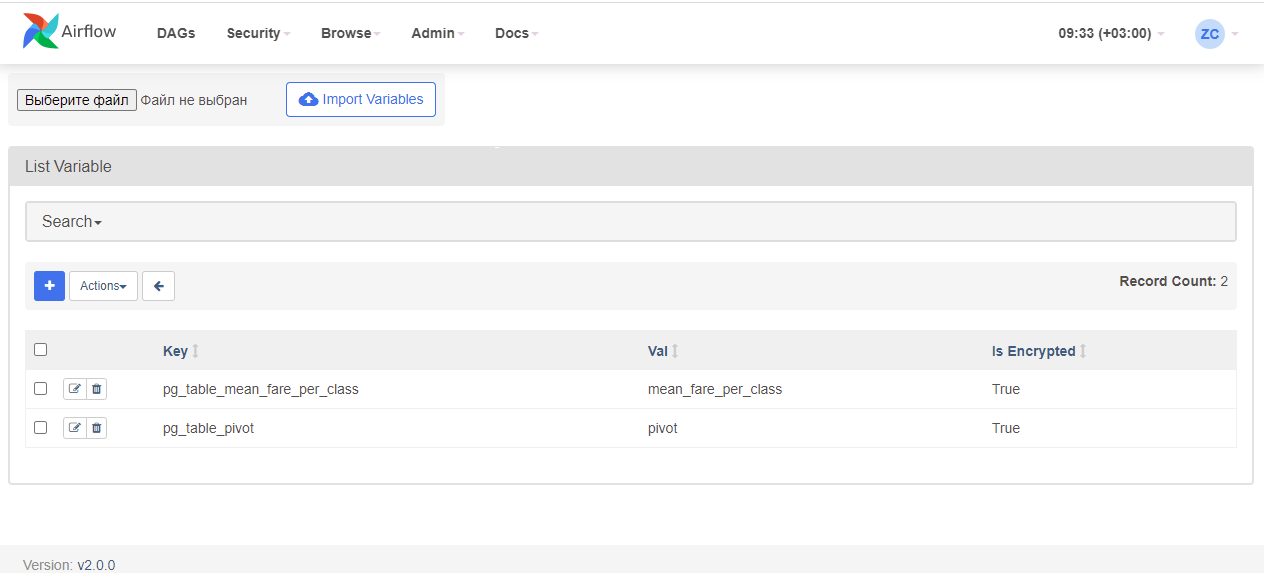 Airflow DAGs Security Browse Admin Docs 09:33 (+03:00) ZC
Выберите файл Файл не выбран Import Variables
List Variable
Search
+ Actions Record Count: 2
Key Val Is Encrypted
pg_table_mean_fare_per_class mean_fare_per_class True
pg_table_pivot pivot True
Version: v2.0.0